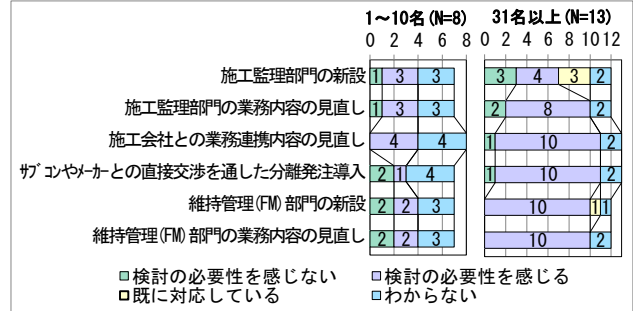 1～10名(N=8) 31名以上(N=13)
0 2 4 6 8 0 2 4 6 8 10 12
施工監理部門の新設 1 3 3 3 4 3 2
施工監理部門の業務内容の見直し 1 3 3 2 8 2
施工会社との業務連携内容の見直し 4 4 1 10 2
ｻﾌﾞｺﾝやﾒｰｶｰとの直接交渉を通した分離発注導入 2 1 4 1 10 2
維持管理(FM)部門の新設 2 2 3 10 1 1
維持管理(FM)部門の業務内容の見直し 2 2 3 10 2
検討の必要性を感じない 検討の必要性を感じる
既に対応している わからない